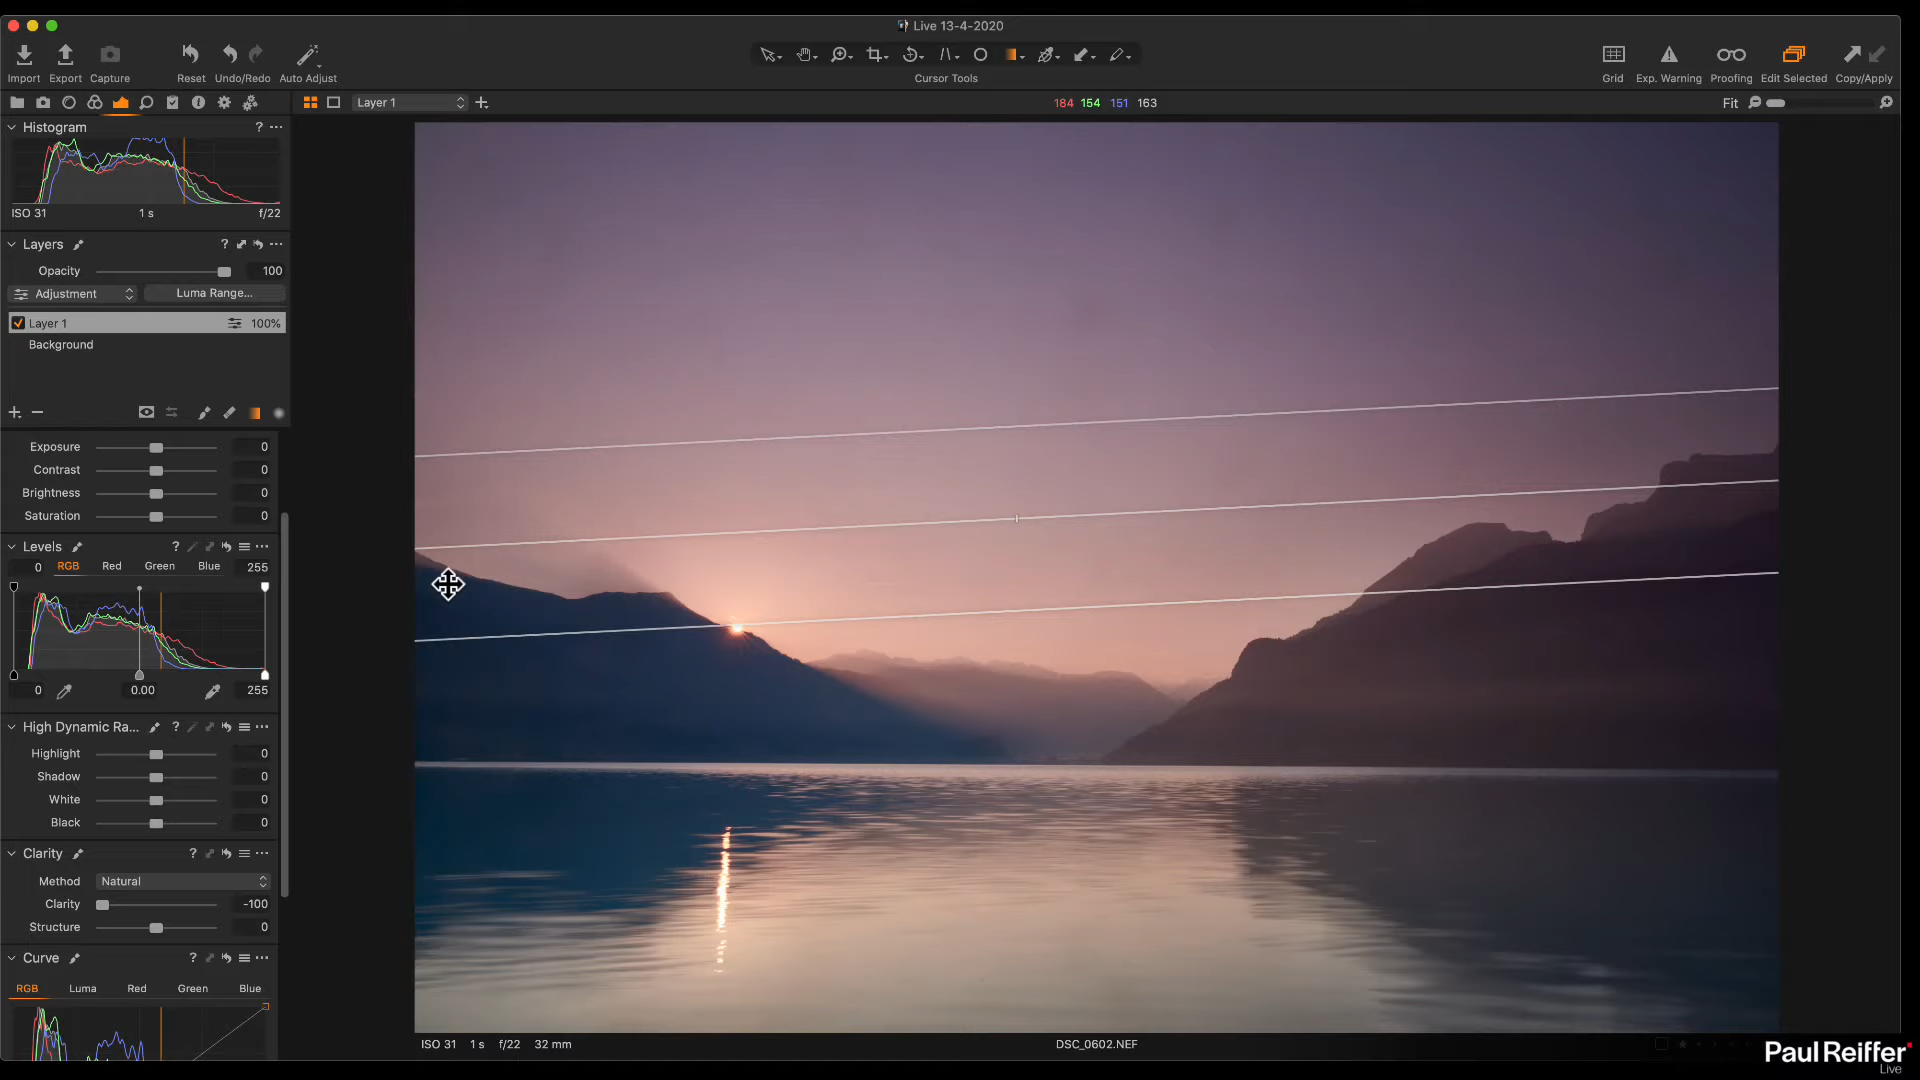 Live 13-4-2020
Import Export Capture Reset Undo/Redo Auto Adjust Cursor Tools Grid Exp. Warning Proofing Edit Selected Copy/Apply
Layer 1 184 154 151 163 Fit
Histogram ?
ISO 31 1 s f/22
Layers ?
Opacity 100
Adjustment Luma Range...
Layer 1 100%
Background
Exposure 0
Contrast 0
Brightness 0
Saturation 0
Levels ?
0 RGB Red Green Blue 255
0 0.00 255
High Dynamic Ra... ?
Highlight 0
Shadow 0
White 0
Black 0
Clarity ?
Method Natural
Clarity -100
Structure 0
Curve ?
RGB Luma Red Green Blue
ISO 31 1 s f/22 32 mm DSC_0602.NEF
Paul Reiffer
Live